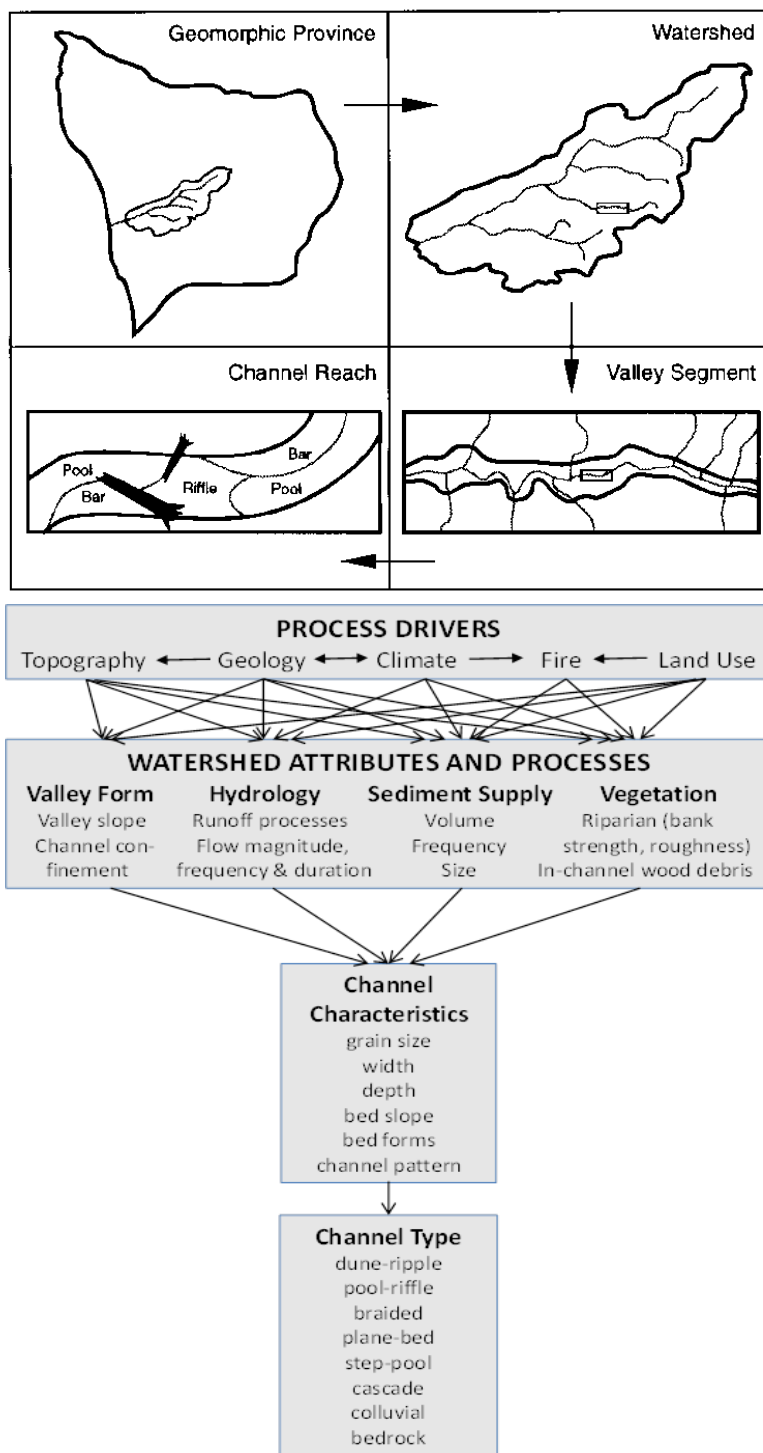 Geomorphic Province
Watershed
Channel Reach
Valley Segment
Pool
Bar
Riffle
Bar
Pool
PROCESS DRIVERS
Topography Geology Climate Fire Land Use
WATERSHED ATTRIBUTES AND PROCESSES
Valley Form
Valley slope
Channel con-
finement
Hydrology
Runoff processes
Flow magnitude,
frequency & duration
Sediment Supply
Volume
Frequency
Size
Vegetation
Riparian (bank
strength, roughness)
In-channel wood debris
Channel
Characteristics
grain size
width
depth
bed slope
bed forms
channel pattern
Channel Type
dune-ripple
pool-riffle
braided
plane-bed
step-pool
cascade
colluvial
bedrock